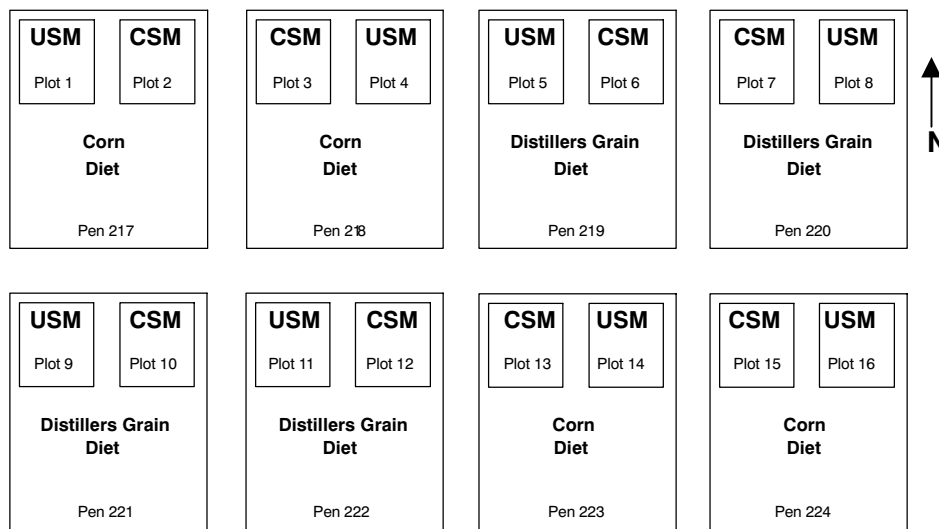 USM CSM CSM USM USM CSM CSM USM
Plot 1 Plot 2 Plot 3 Plot 4 Plot 5 Plot 6 Plot 7 Plot 8
Corn Corn Distillers Grain Distillers Grain N
Diet Diet Diet Diet
Pen 217 Pen 218 Pen 219 Pen 220
USM CSM USM CSM CSM USM CSM USM
Plot 9 Plot 10 Plot 11 Plot 12 Plot 13 Plot 14 Plot 15 Plot 16
Distillers Grain Distillers Grain Corn Corn
Diet Diet Diet Diet
Pen 221 Pen 222 Pen 223 Pen 224